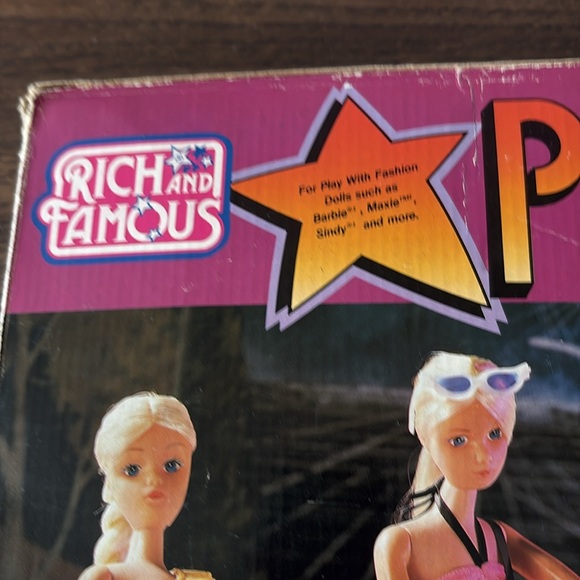 RICH AND
FAMOUS
For Play With Fashion
Dolls such as
Barbie, Maxie,
Sindy and more.
P